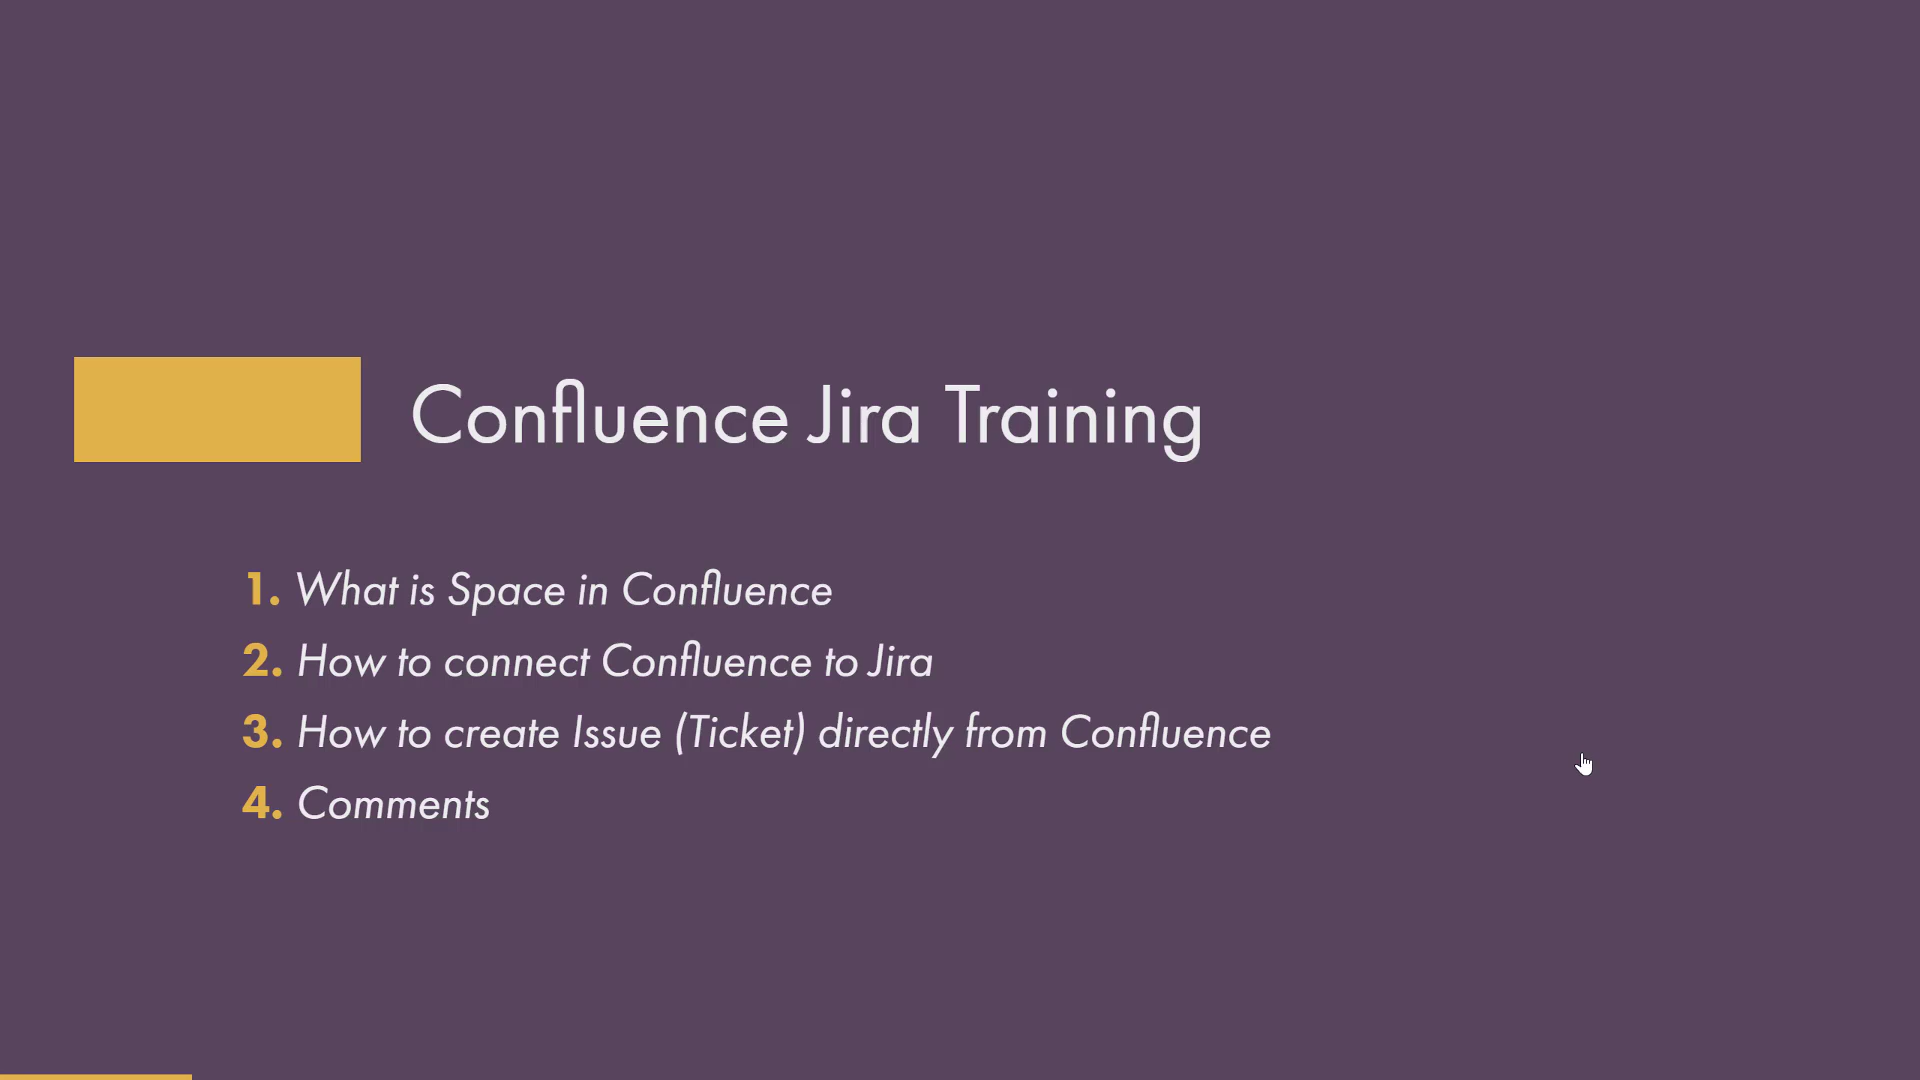 Confluence Jira Training
1. What is Space in Confluence
2. How to connect Confluence to Jira
3. How to create Issue (Ticket) directly from Confluence
4. Comments